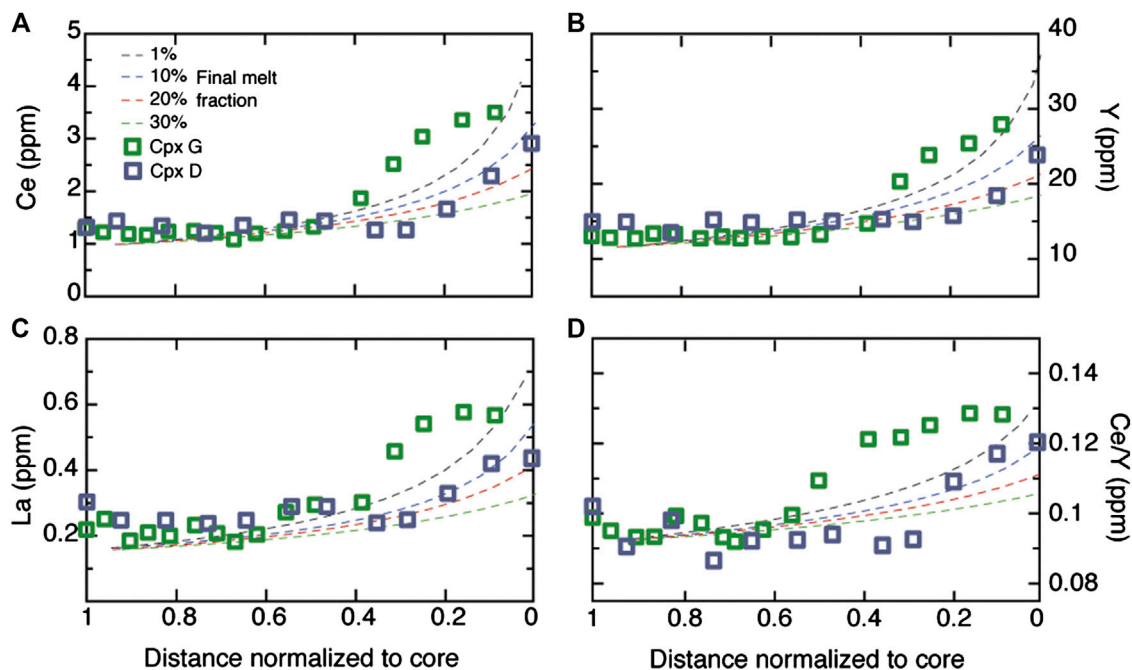 A
5
4
3
2
1
0
Ce (ppm)
1%
10% Final melt
20% fraction
30%
Cpx G
Cpx D
1 0.8 0.6 0.4 0.2 0
B
40
30
20
10
Y (ppm)
1 0.8 0.6 0.4 0.2 0
C
0.8
0.6
0.4
0.2
La (ppm)
1 0.8 0.6 0.4 0.2 0
Distance normalized to core
D
0.14
0.12
0.1
0.08
Ce/Y (ppm)
1 0.8 0.6 0.4 0.2 0
Distance normalized to core